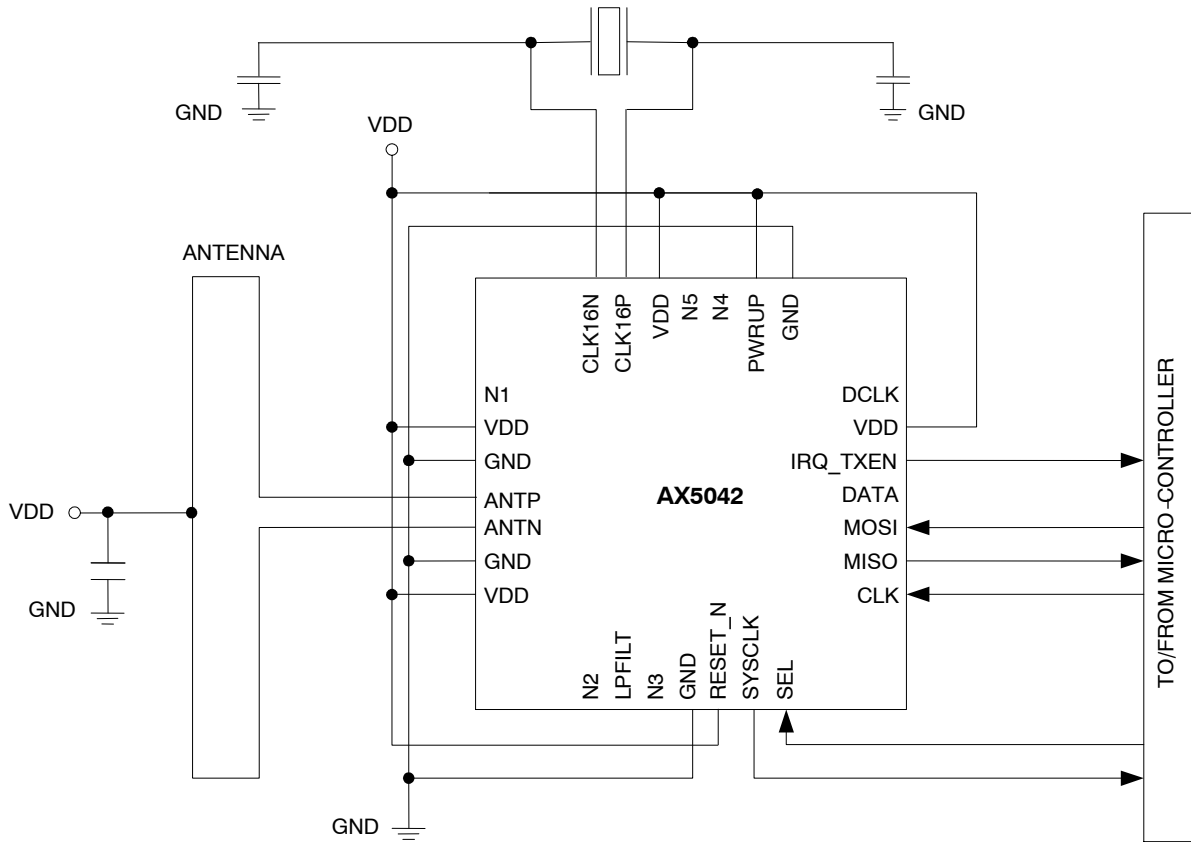 GND
GND
VDD
ANTENNA
CLK16N
CLK16P
VDD
N5
N4
PWRUP
GND
N1
VDD
GND
ANTP
ANTN
GND
VDD
AX5042
DCLK
VDD
IRQ_TXEN
DATA
MOSI
MISO
CLK
N2
LPFILT
N3
GND
RESET_N
SYSCLK
SEL
VDD
GND
GND
TO/FROM MICRO-CONTROLLER